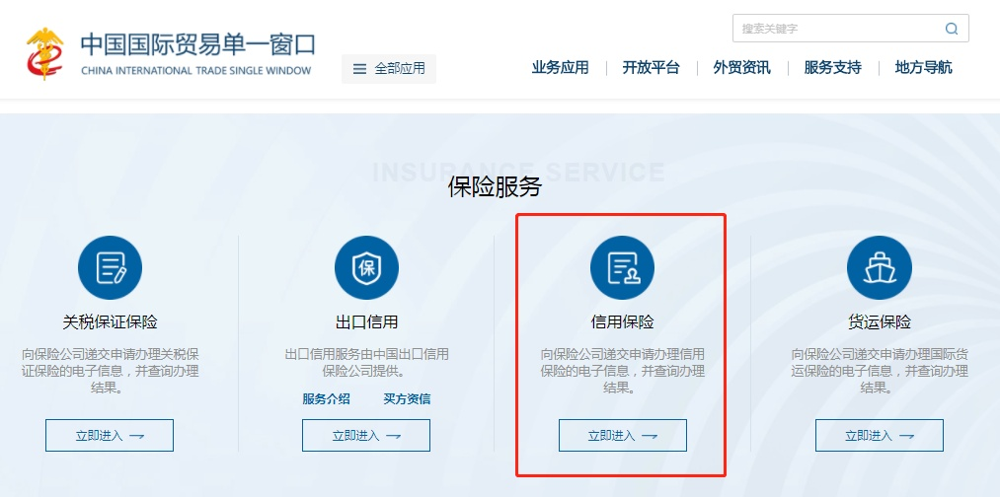 搜索关键字
中国国际贸易单一窗口
CHINA INTERNATIONAL TRADE SINGLE WINDOW
全部应用
业务应用
开放平台
外贸资讯
服务支持
地方导航
INSURANCE SERVICE
保险服务
保
关税保证保险
向保险公司递交申请办理关税保
证保险的电子信息，并查询办理
结果。
立即进入
出口信用
出口信用服务由中国出口信用
保险公司提供。
服务介绍
买方资信
立即进入
信用保险
向保险公司递交申请办理信用
保险的电子信息，并查询办理
结果。
立即进入
货运保险
向保险公司递交申请办理国际货
运保险的电子信息，并查询办理
结果。
立即进入